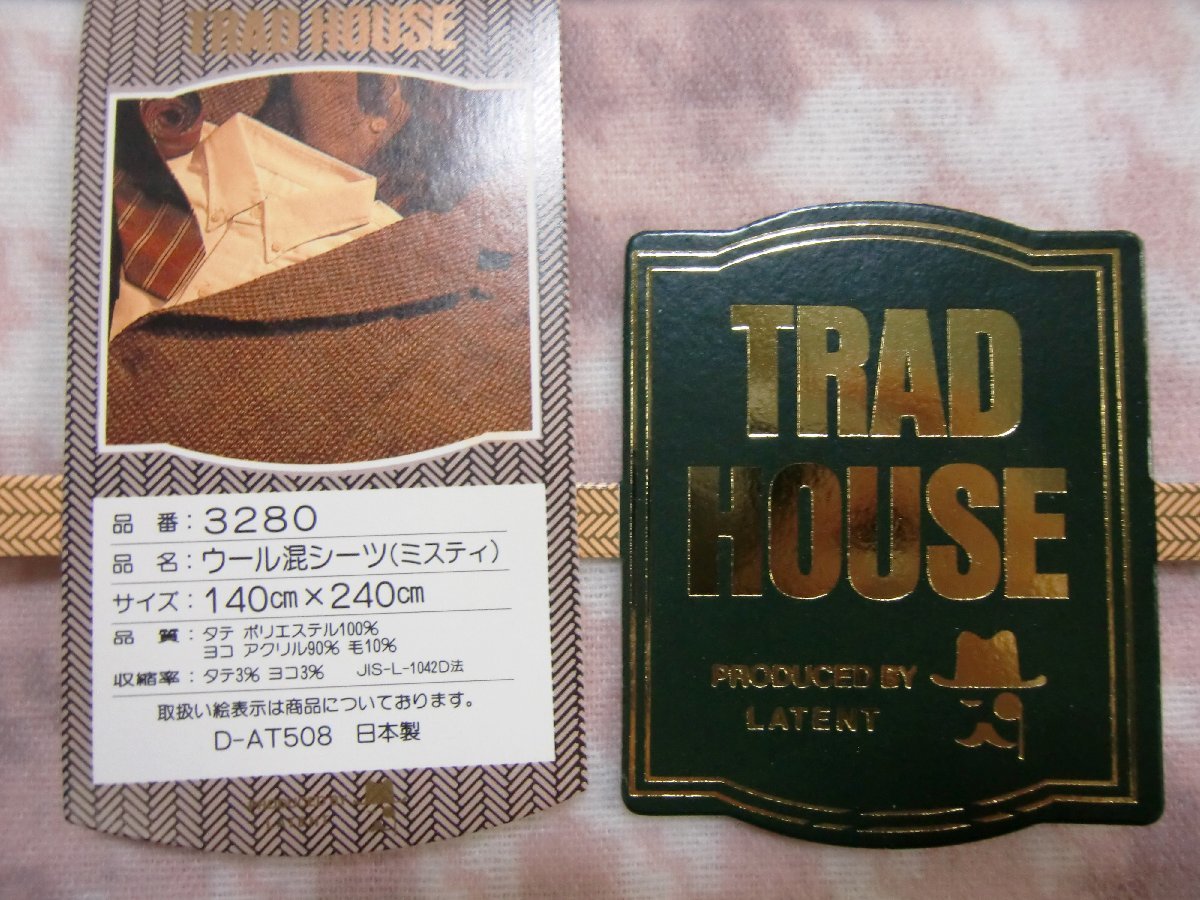 TRAD HOUSE
品 番：3280
品 名：ウール混シーツ(ミスティ)
サイズ：140cm×240cm
品 質：タテ ポリエステル100%
ヨコ アクリル90% 毛10%
収縮率：タテ3% ヨコ3% JIS-L-1042D法
取扱い絵表示は商品についております。
D-AT508 日本製
PRODUCED BY
TRAD
HOUSE
PRODUCED BY
LATENT